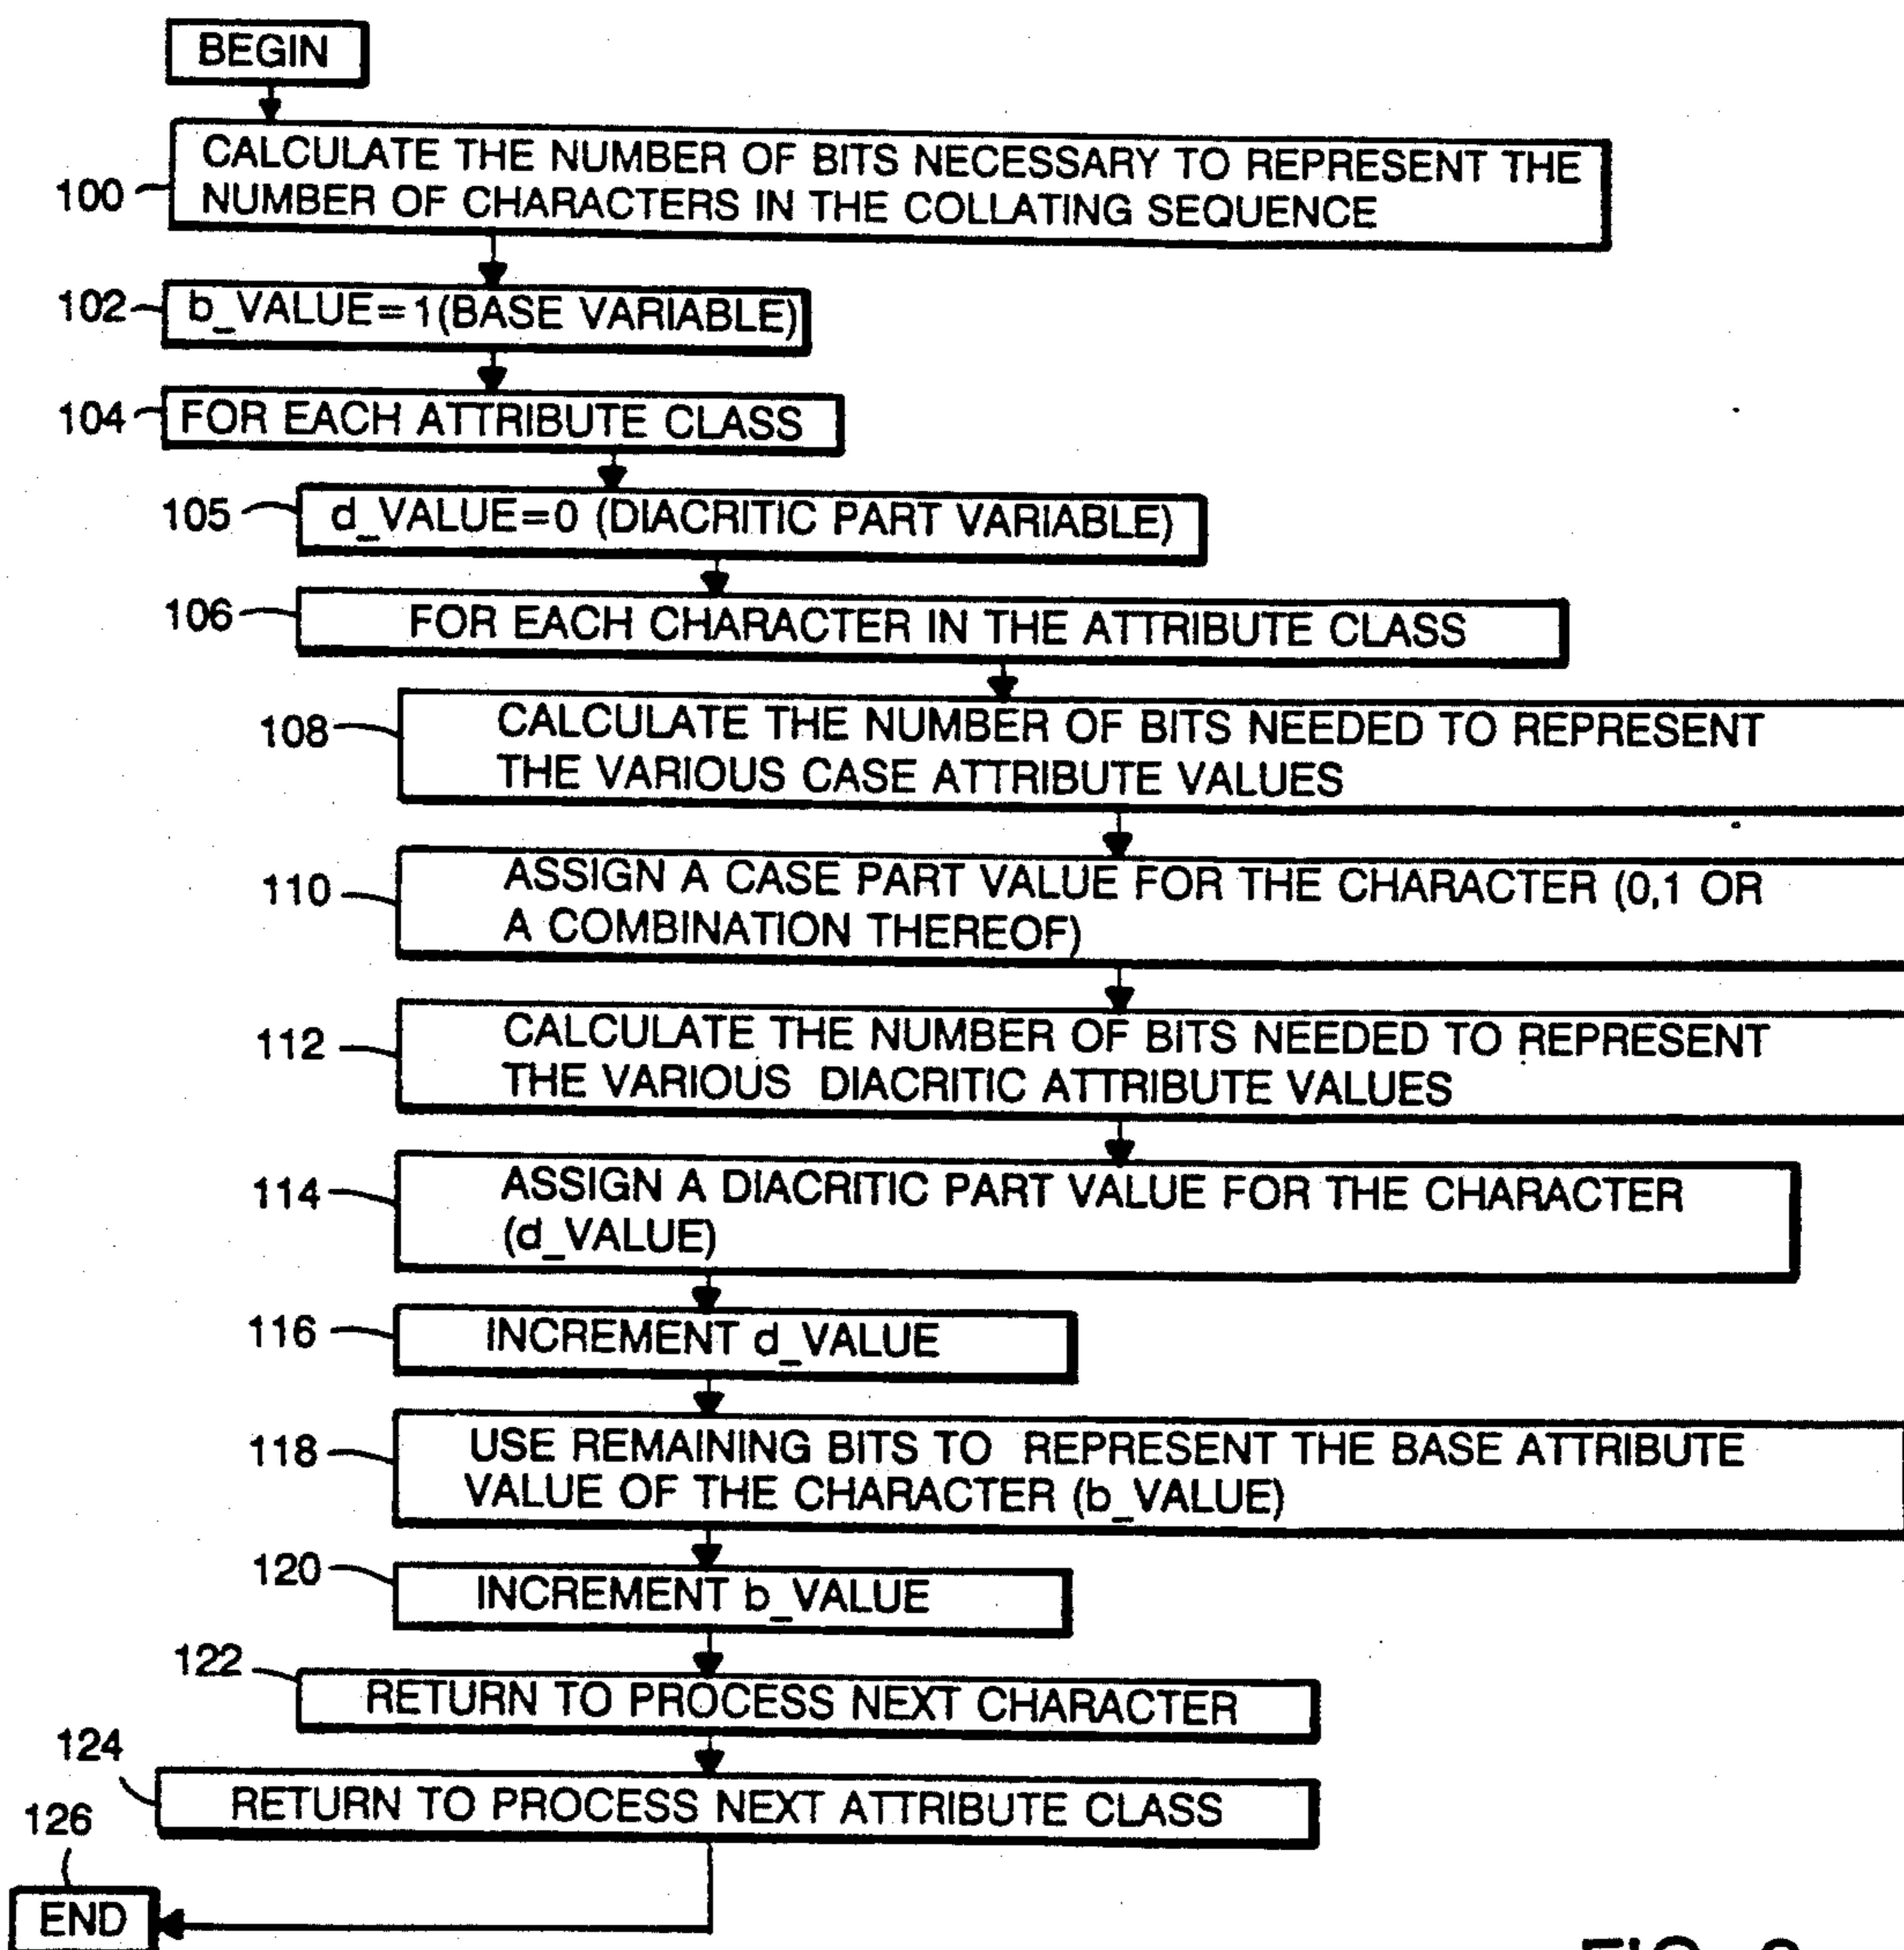 BEGIN
100
CALCULATE THE NUMBER OF BITS NECESSARY TO REPRESENT THE
NUMBER OF CHARACTERS IN THE COLLATING SEQUENCE
102
b_VALUE=1(BASE VARIABLE)
104
FOR EACH ATTRIBUTE CLASS
105
d_VALUE=0 (DIACRITIC PART VARIABLE)
106
FOR EACH CHARACTER IN THE ATTRIBUTE CLASS
108
CALCULATE THE NUMBER OF BITS NEEDED TO REPRESENT
THE VARIOUS CASE ATTRIBUTE VALUES
110
ASSIGN A CASE PART VALUE FOR THE CHARACTER (0,1 OR
A COMBINATION THEREOF)
112
CALCULATE THE NUMBER OF BITS NEEDED TO REPRESENT
THE VARIOUS DIACRITIC ATTRIBUTE VALUES
114
ASSIGN A DIACRITIC PART VALUE FOR THE CHARACTER
(d_VALUE)
116
INCREMENT d_VALUE
118
USE REMAINING BITS TO REPRESENT THE BASE ATTRIBUTE
VALUE OF THE CHARACTER (b_VALUE)
120
INCREMENT b_VALUE
122
RETURN TO PROCESS NEXT CHARACTER
124
RETURN TO PROCESS NEXT ATTRIBUTE CLASS
126
END
FIG.